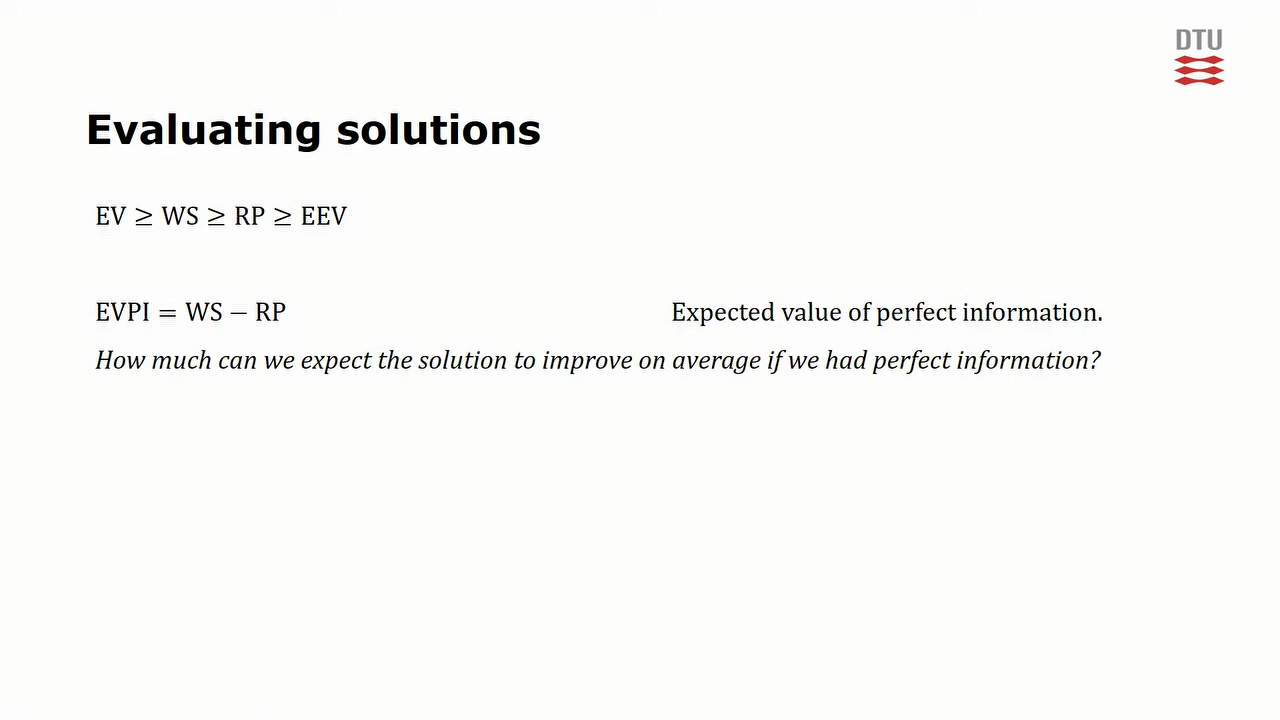 DTU
Evaluating solutions
EV ≥ WS ≥ RP ≥ EEV
EVPI = WS − RP Expected value of perfect information.
How much can we expect the solution to improve on average if we had perfect information?